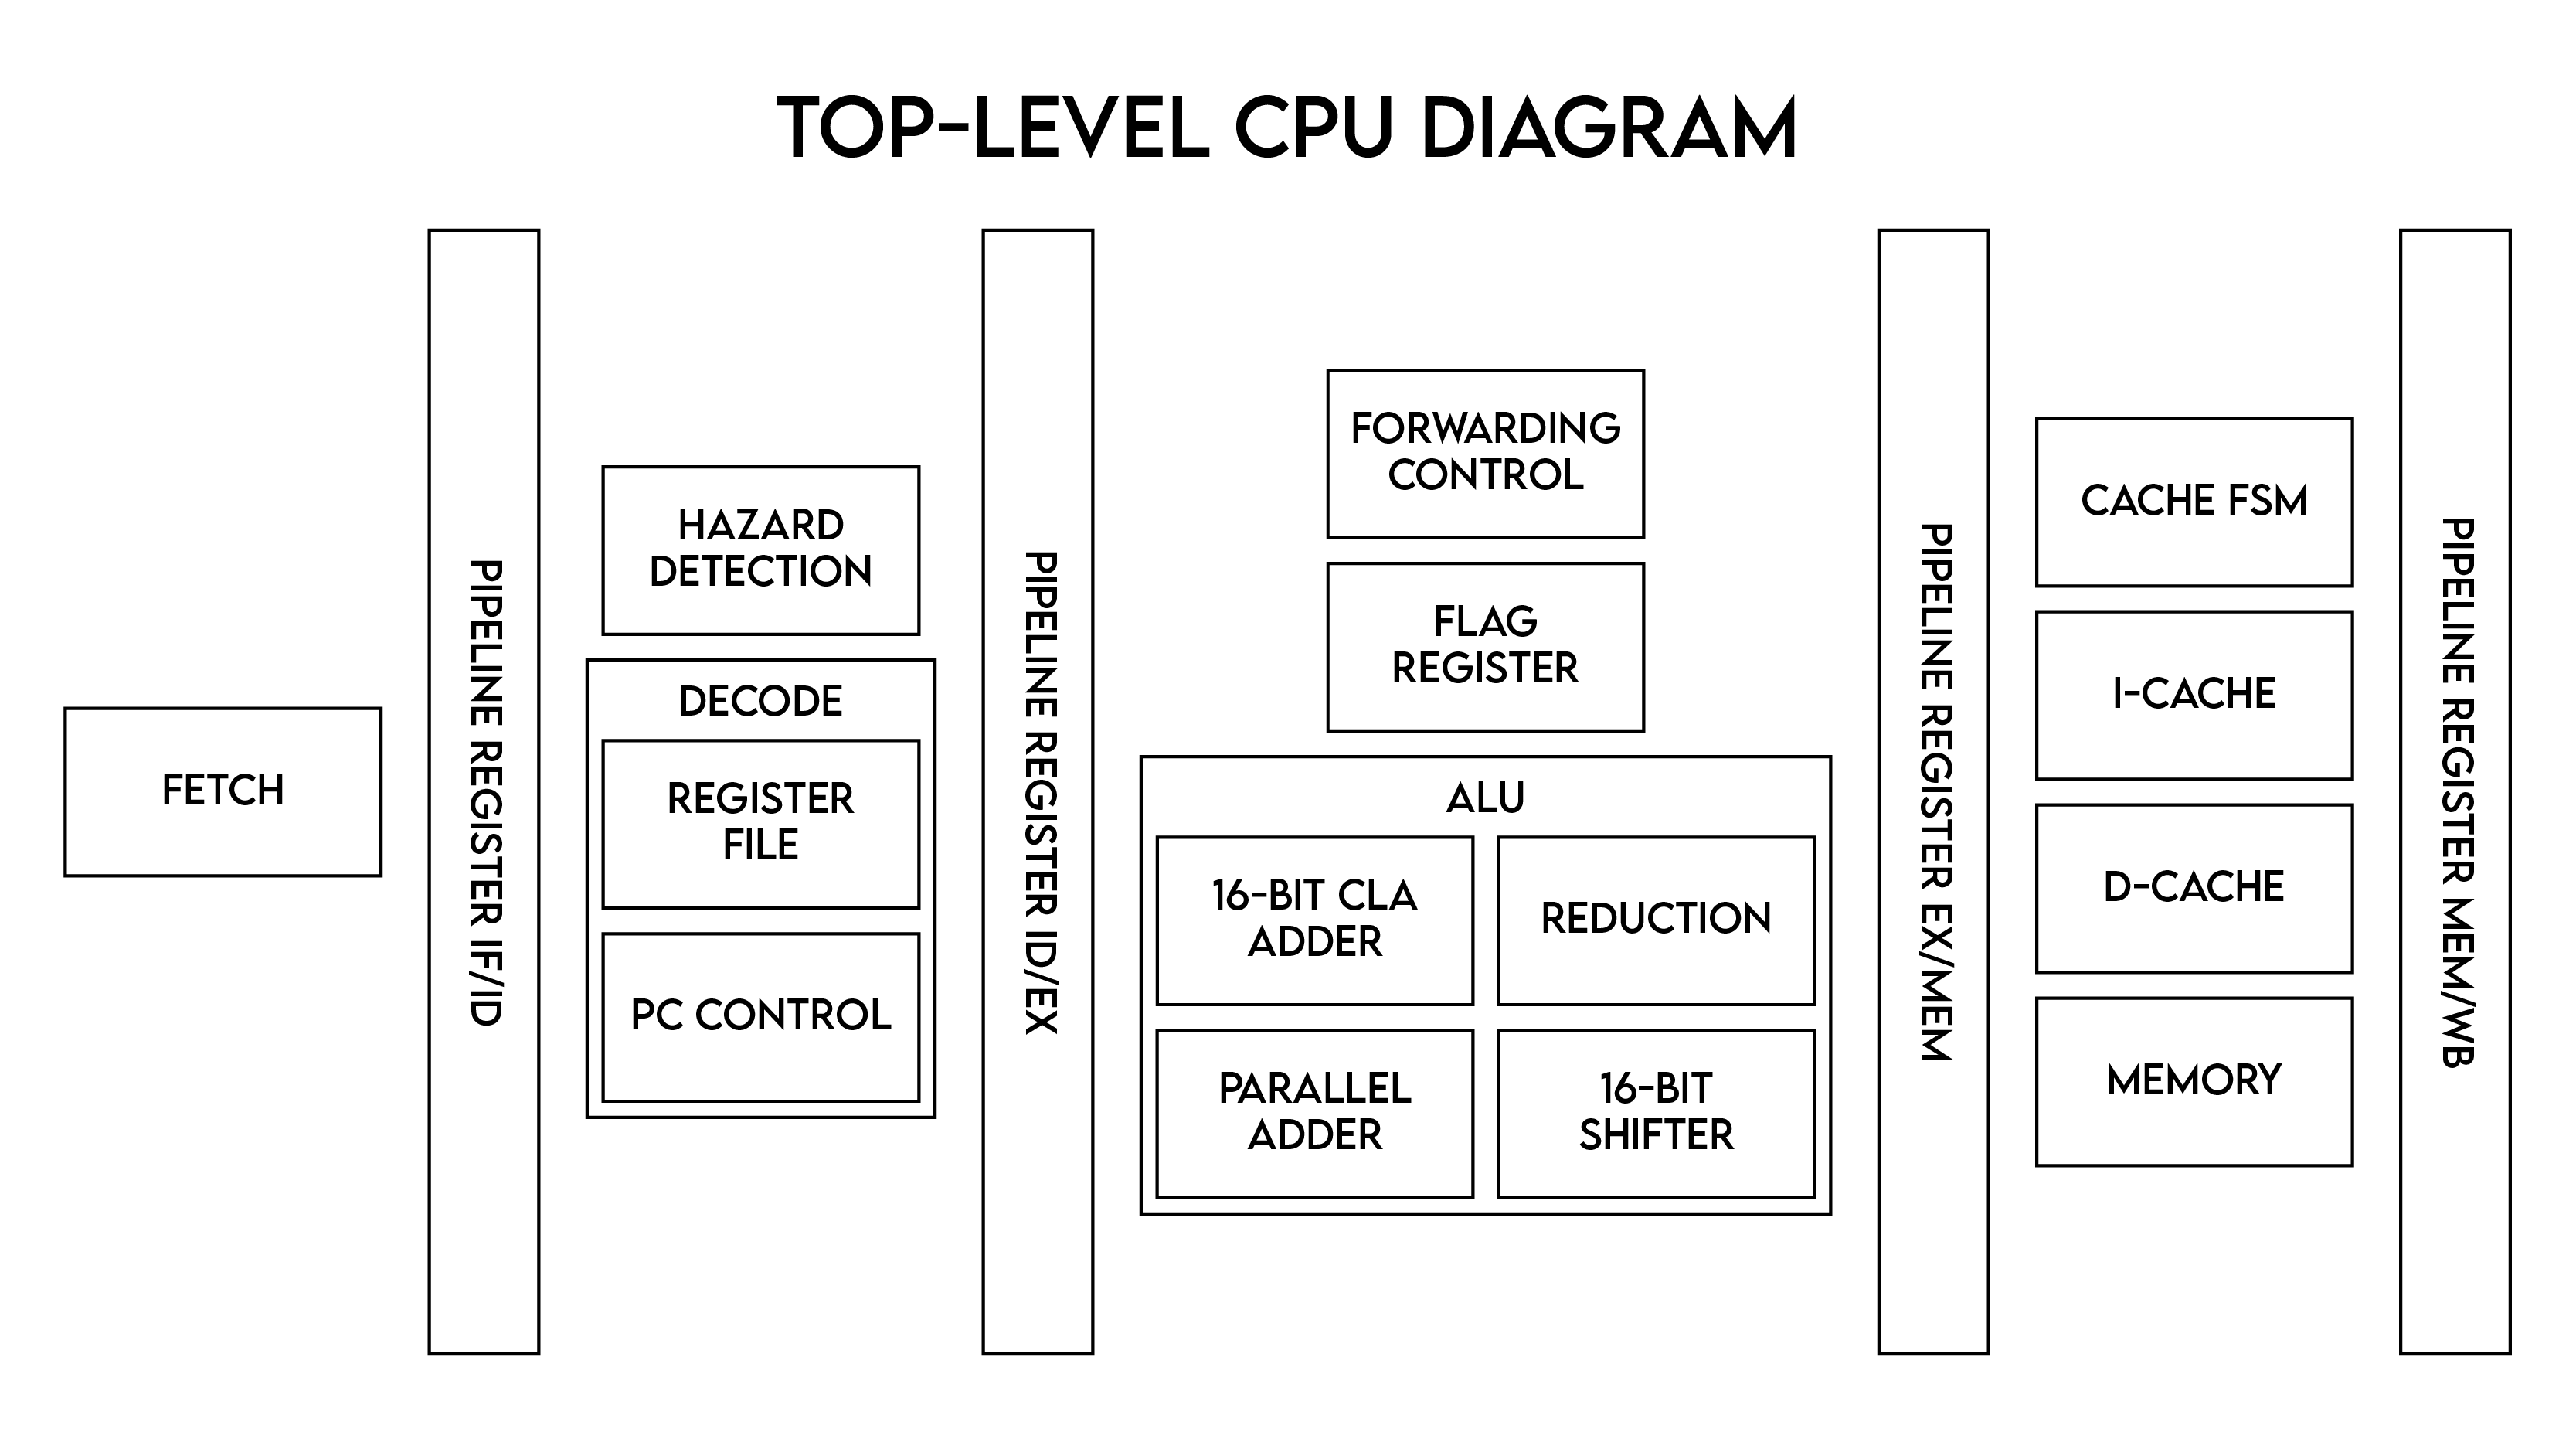 TOP-LEVEL CPU DIAGRAM
FETCH
PIPELINE REGISTER IF/ID
HAZARD
DETECTION
DECODE
REGISTER
FILE
PC CONTROL
PIPELINE REGISTER ID/EX
FORWARDING
CONTROL
FLAG
REGISTER
ALU
16-BIT CLA
ADDER
REDUCTION
PARALLEL
ADDER
16-BIT
SHIFTER
PIPELINE REGISTER EX/MEM
CACHE FSM
I-CACHE
D-CACHE
MEMORY
PIPELINE REGISTER MEM/WB